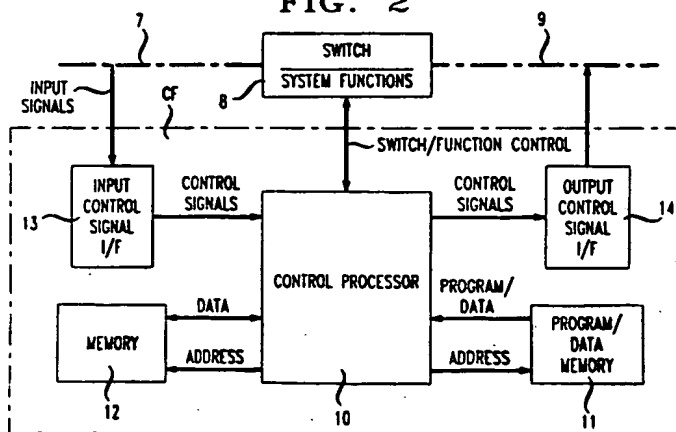 FIG. 2
7
9
SWITCH
SYSTEM FUNCTIONS
8
INPUT
SIGNALS
CF
SWITCH/FUNCTION CONTROL
INPUT
CONTROL
SIGNAL
I/F
13
CONTROL
SIGNALS
CONTROL PROCESSOR
10
CONTROL
SIGNALS
OUTPUT
CONTROL
SIGNAL
I/F
14
MEMORY
12
DATA
ADDRESS
PROGRAM/
DATA
ADDRESS
PROGRAM/
DATA
MEMORY
11